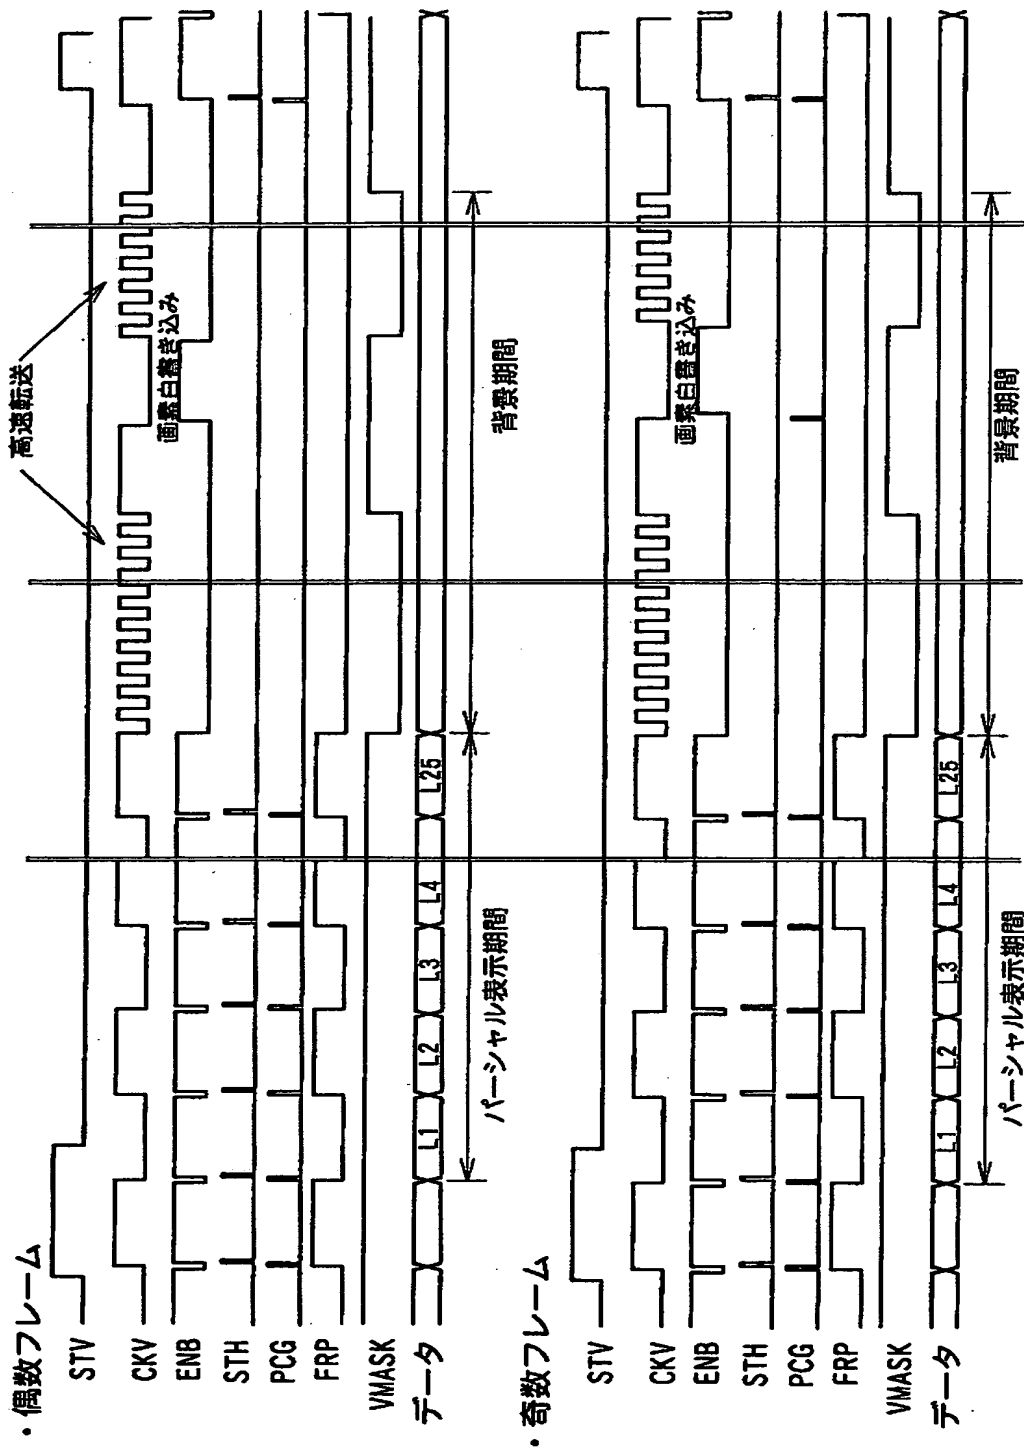 ・偶数フレーム
STV
CKV
ENB
STH
PCG
FRP
VMASK
データ
高速転送
画素白書き込み
L1
L2
L3
L4
L25
パーシャル表示期間
背景期間
・奇数フレーム
STV
CKV
ENB
STH
PCG
FRP
VMASK
データ
画素白書き込み
L1
L2
L3
L4
L25
パーシャル表示期間
背景期間